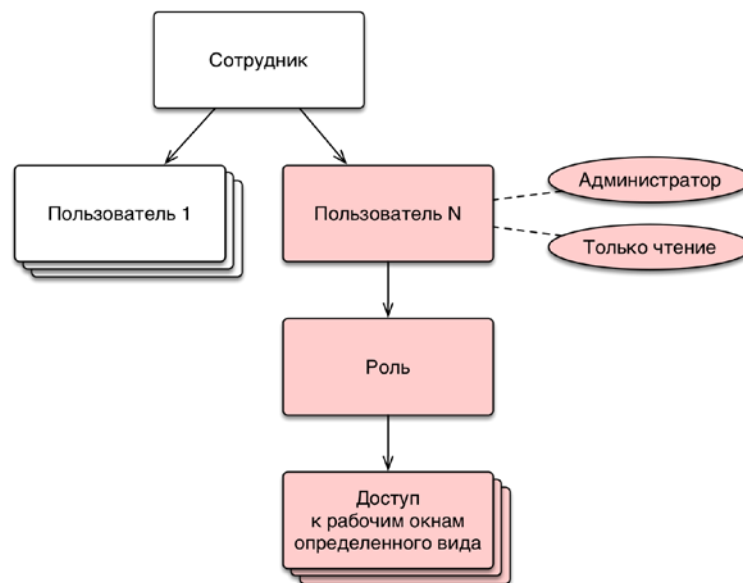 Сотрудник
Пользователь 1
Пользователь N
Администратор
Только чтение
Роль
Доступ
к рабочим окнам
определенного вида